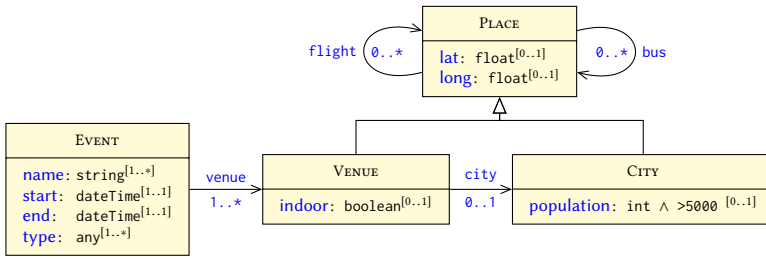 PLACE
lat: float[0..1]
long: float[0..1]
flight
0..*
0..*
bus
EVENT
name: string[1..*]
start: dateTime[1..1]
end: dateTime[1..1]
type: any[1..*]
venue
1..*
VENUE
indoor: boolean[0..1]
city
0..1
CITY
population: int ∧ >5000 [0..1]